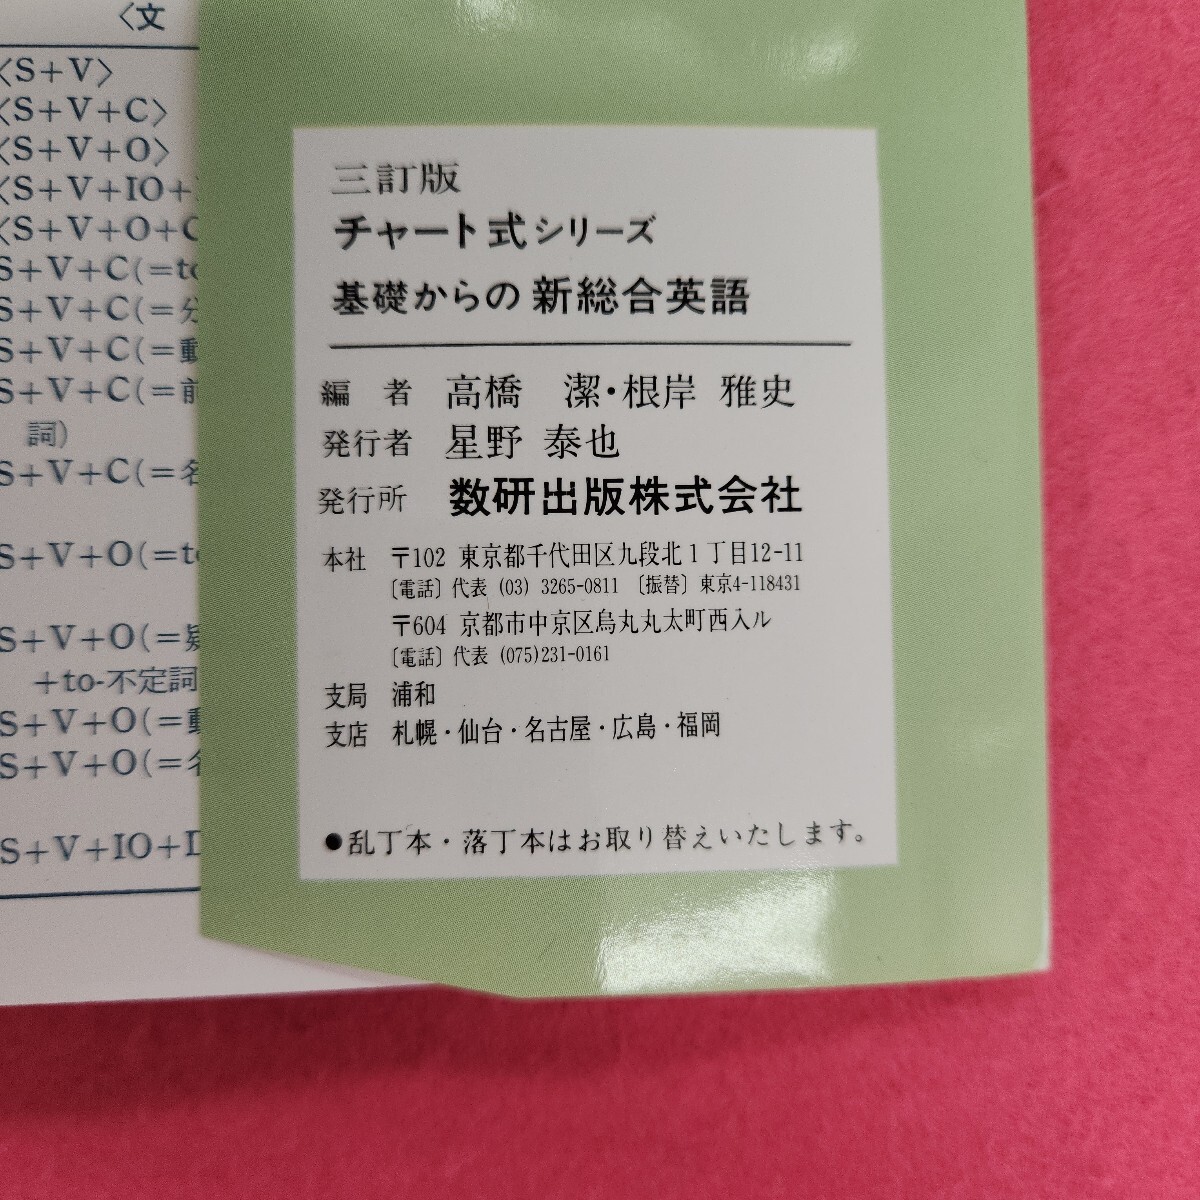 〈文
〈S+V〉
〈S+V+C〉
〈S+V+O〉
〈S+V+IO+
〈S+V+O+C
S+V+C(=to
S+V+C(=分
S+V+C(=動
S+V+C(=前
詞)
S+V+C(=名
S+V+O(=to
S+V+O(=疑
+to-不定詞
S+V+O(=動
S+V+O(=名
S+V+IO+D
三訂版
チャート式シリーズ
基礎からの 新総合英語
編 者 高橋 潔・根岸 雅史
発行者 星野 泰也
発行所 数研出版株式会社
本社 〒102 東京都千代田区九段北1丁目12-11
〔電話〕代表 (03) 3265-0811 〔振替〕東京4-118431
〒604 京都市中京区烏丸丸太町西入ル
〔電話〕代表 (075)231-0161
支局 浦和
支店 札幌・仙台・名古屋・広島・福岡
●乱丁本・落丁本はお取り替えいたします。